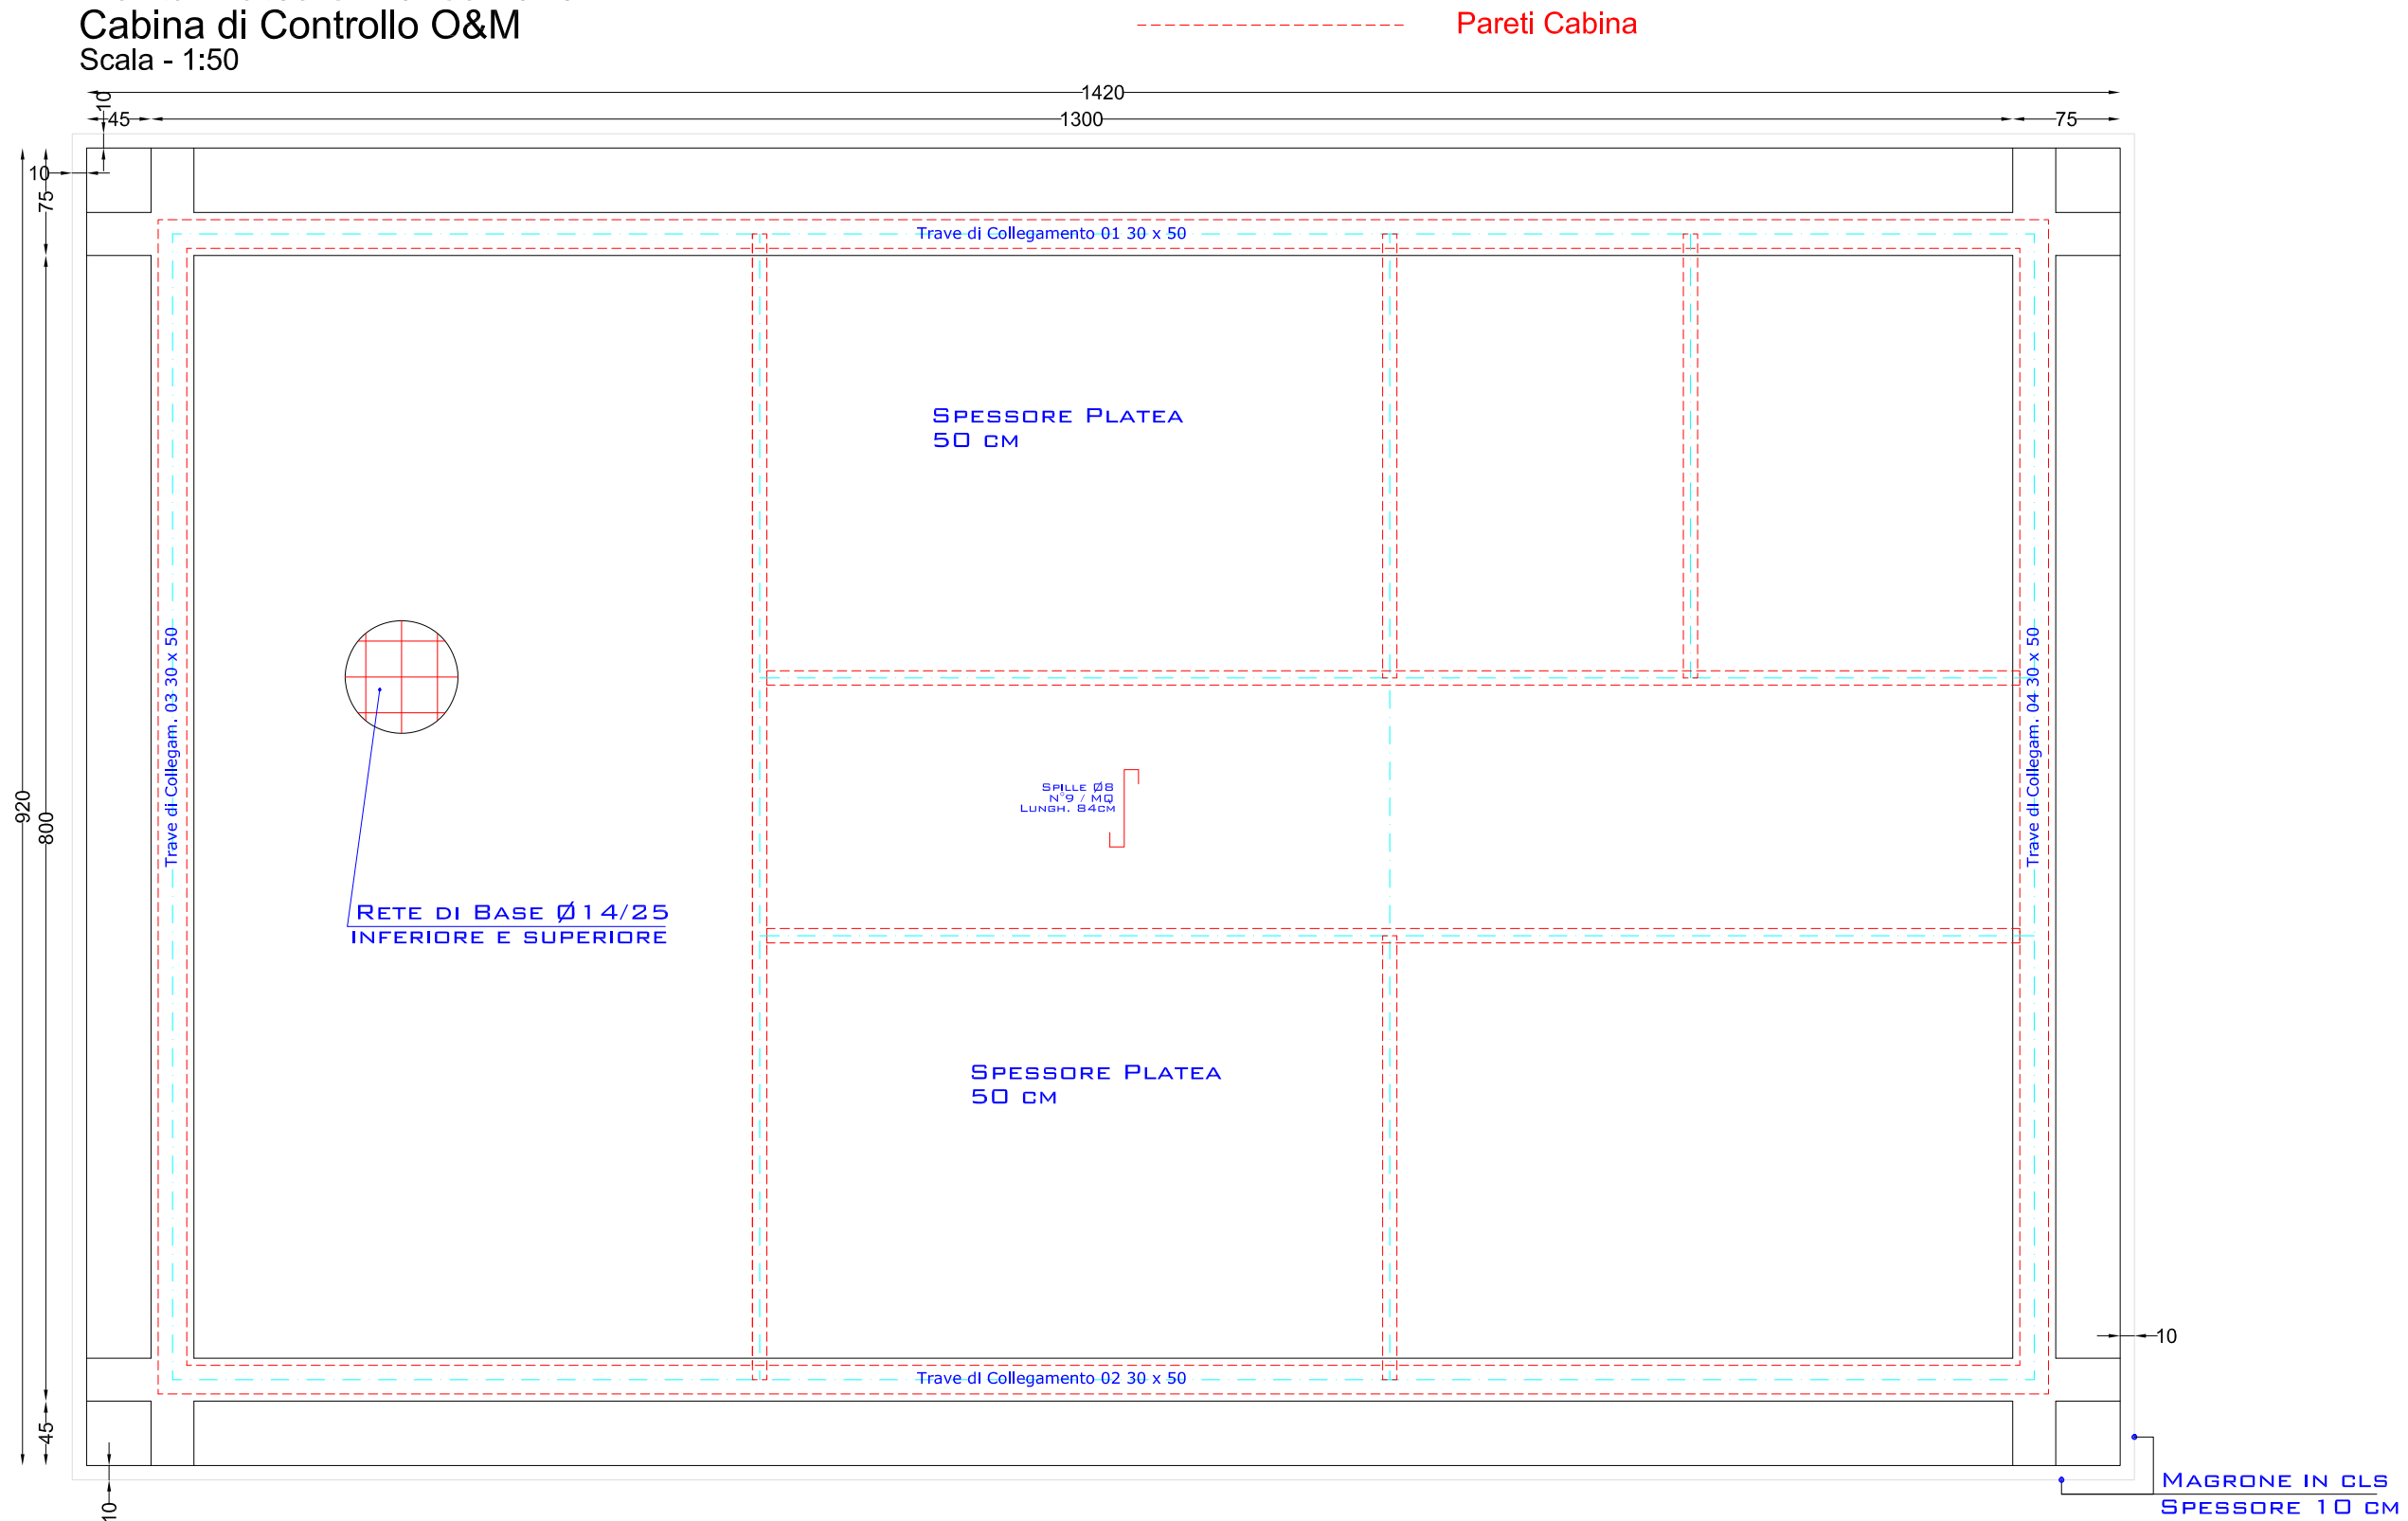 Cabina di Controllo O&M
Scala - 1:50
Pareti Cabina
1420
10
45
1300
75
10
75
Trave di Collegamento 01 30 x 50
SPESSORE PLATEA
50 CM
Trave di Collegam. 03 30 x 50
Trave di Collegam. 04 30 x 50
920
800
SPILLE Ø8
N°9 / MQ
LUNGH. 84CM
RETE DI BASE Ø14/25
INFERIORE E SUPERIORE
SPESSORE PLATEA
50 CM
10
Trave di Collegamento 02 30 x 50
45
10
MAGRONE IN CLS
SPESSORE 10 CM